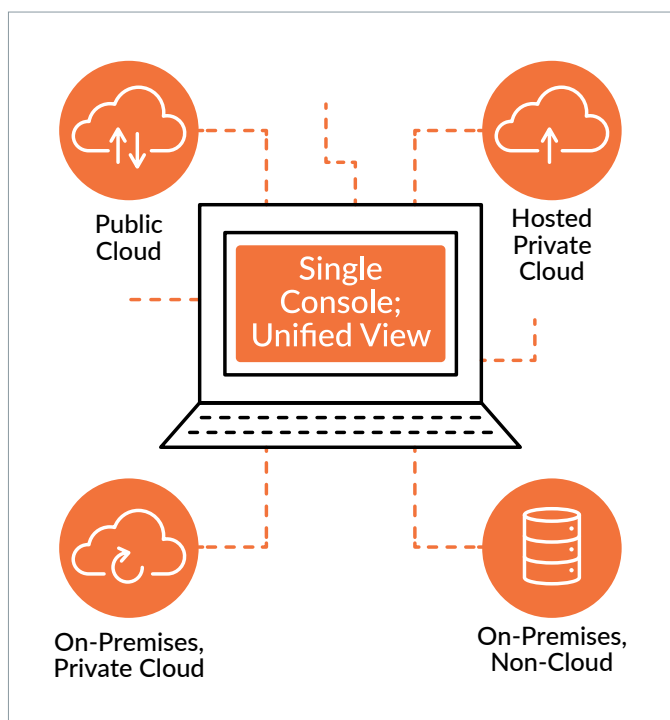 Public
Cloud
Hosted
Private
Cloud
Single
Console;
Unified View
On-Premises,
Private Cloud
On-Premises,
Non-Cloud